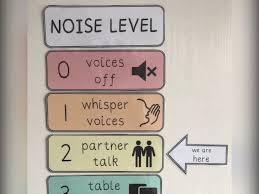 NOISE LEVEL
0 voices
off
1 whisper
voices
2 partner
talk
we are
here
3 table